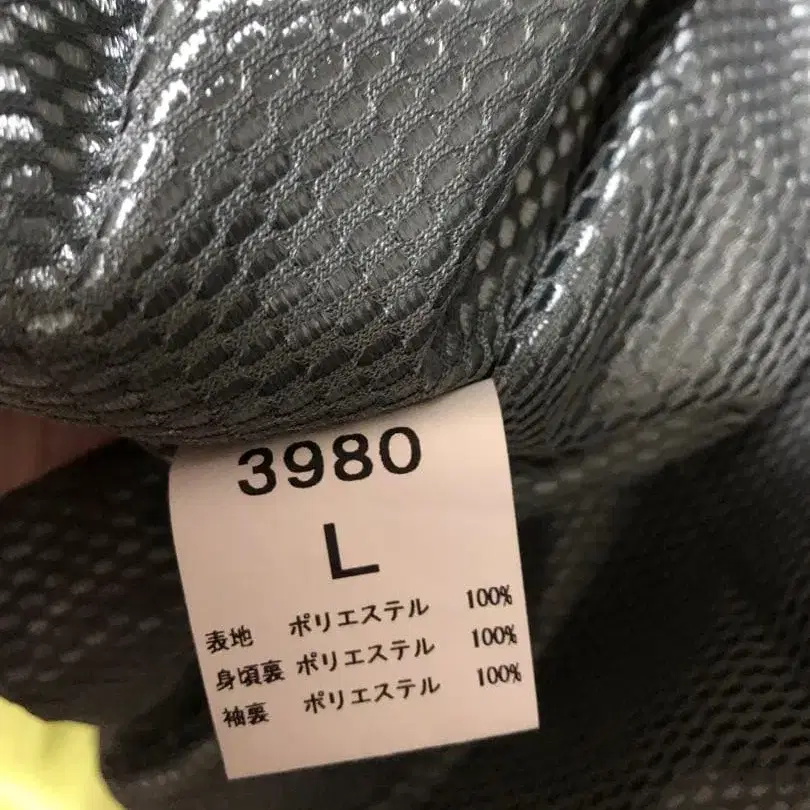 3980
L
表地 ポリエステル 100%
身頃裏 ポリエステル 100%
袖裏 ポリエステル 100%